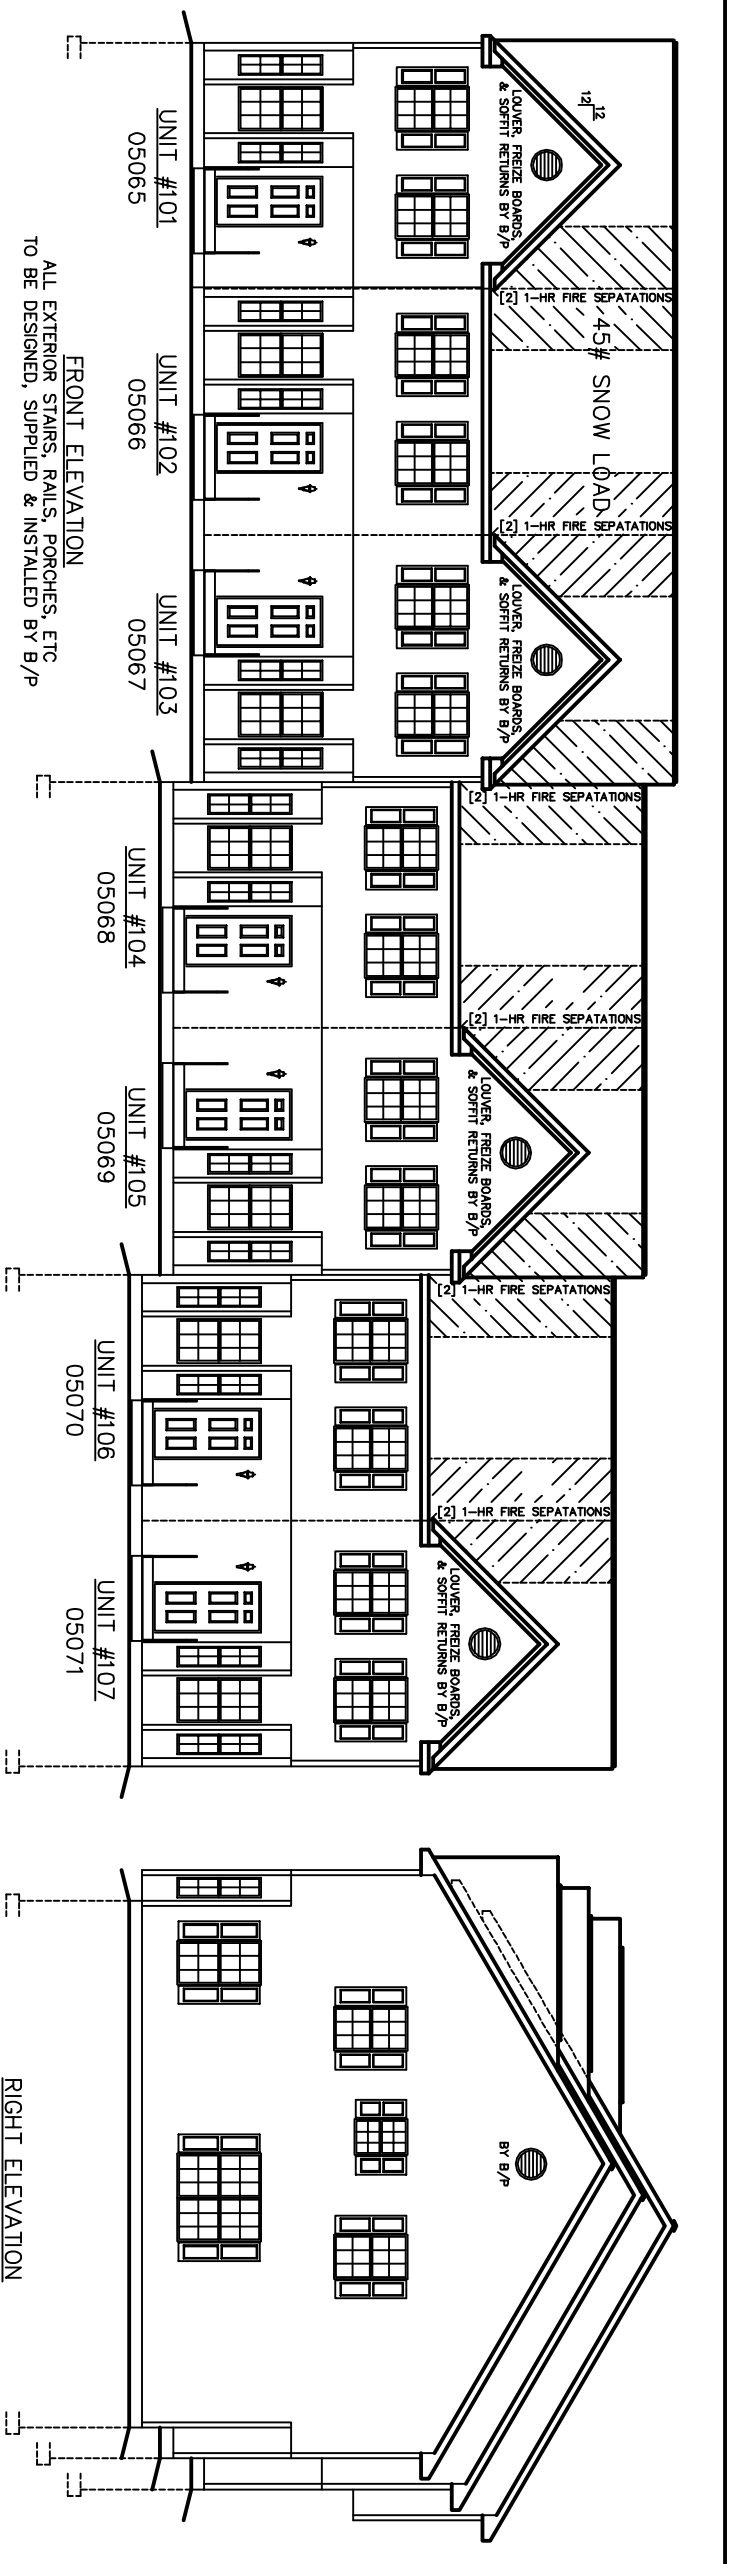 12
12
LOUVER, FREIZE BOARDS,
& SOFFIT RETURNS BY B/P
[2] 1-HR FIRE SEPATATIONS
45# SNOW LOAD
[2] 1-HR FIRE SEPATATIONS
LOUVER, FREIZE BOARDS,
& SOFFIT RETURNS BY B/P
[2] 1-HR FIRE SEPATATIONS
[2] 1-HR FIRE SEPATATIONS
LOUVER, FREIZE BOARDS,
& SOFFIT RETURNS BY B/P
[2] 1-HR FIRE SEPATATIONS
[2] 1-HR FIRE SEPATATIONS
LOUVER, FREIZE BOARDS,
& SOFFIT RETURNS BY B/P
UNIT #101
05065
UNIT #102
05066
UNIT #103
05067
UNIT #104
05068
UNIT #105
05069
UNIT #106
05070
UNIT #107
05071
FRONT ELEVATION
ALL EXTERIOR STAIRS, RAILS, PORCHES, ETC
TO BE DESIGNED, SUPPLIED & INSTALLED BY B/P
BY B/P
RIGHT ELEVATION